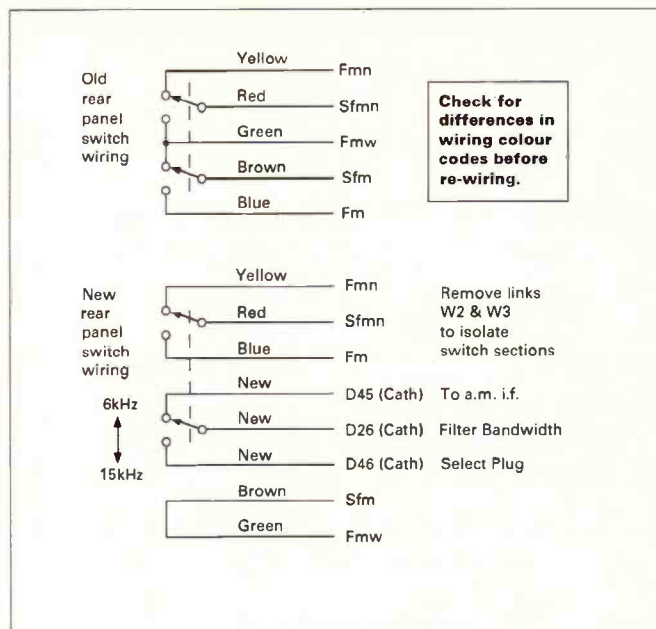 Old
rear
panel
switch
wiring
Yellow Fmn
Red Sfmn
Green Fmw
Brown Sfm
Blue Fm
Check for
differences in
wiring colour
codes before
re-wiring.
New
rear
panel
switch
wiring
6kHz
15kHz
Yellow Fmn
Red Sfmn
Blue Fm
Remove links
W2 & W3
to isolate
switch sections
New D45 (Cath) To a.m. i.f.
New D26 (Cath) Filter Bandwidth
New D46 (Cath) Select Plug
Brown Sfm
Green Fmw